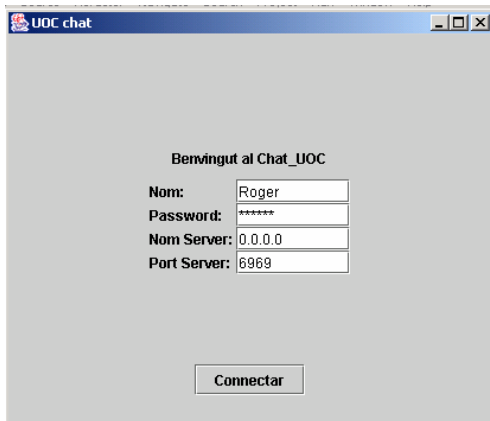 UOC chat
Benvingut al Chat_UOC
Nom: Roger
Password: ******
Nom Server: 0.0.0.0
Port Server: 6969
Connectar